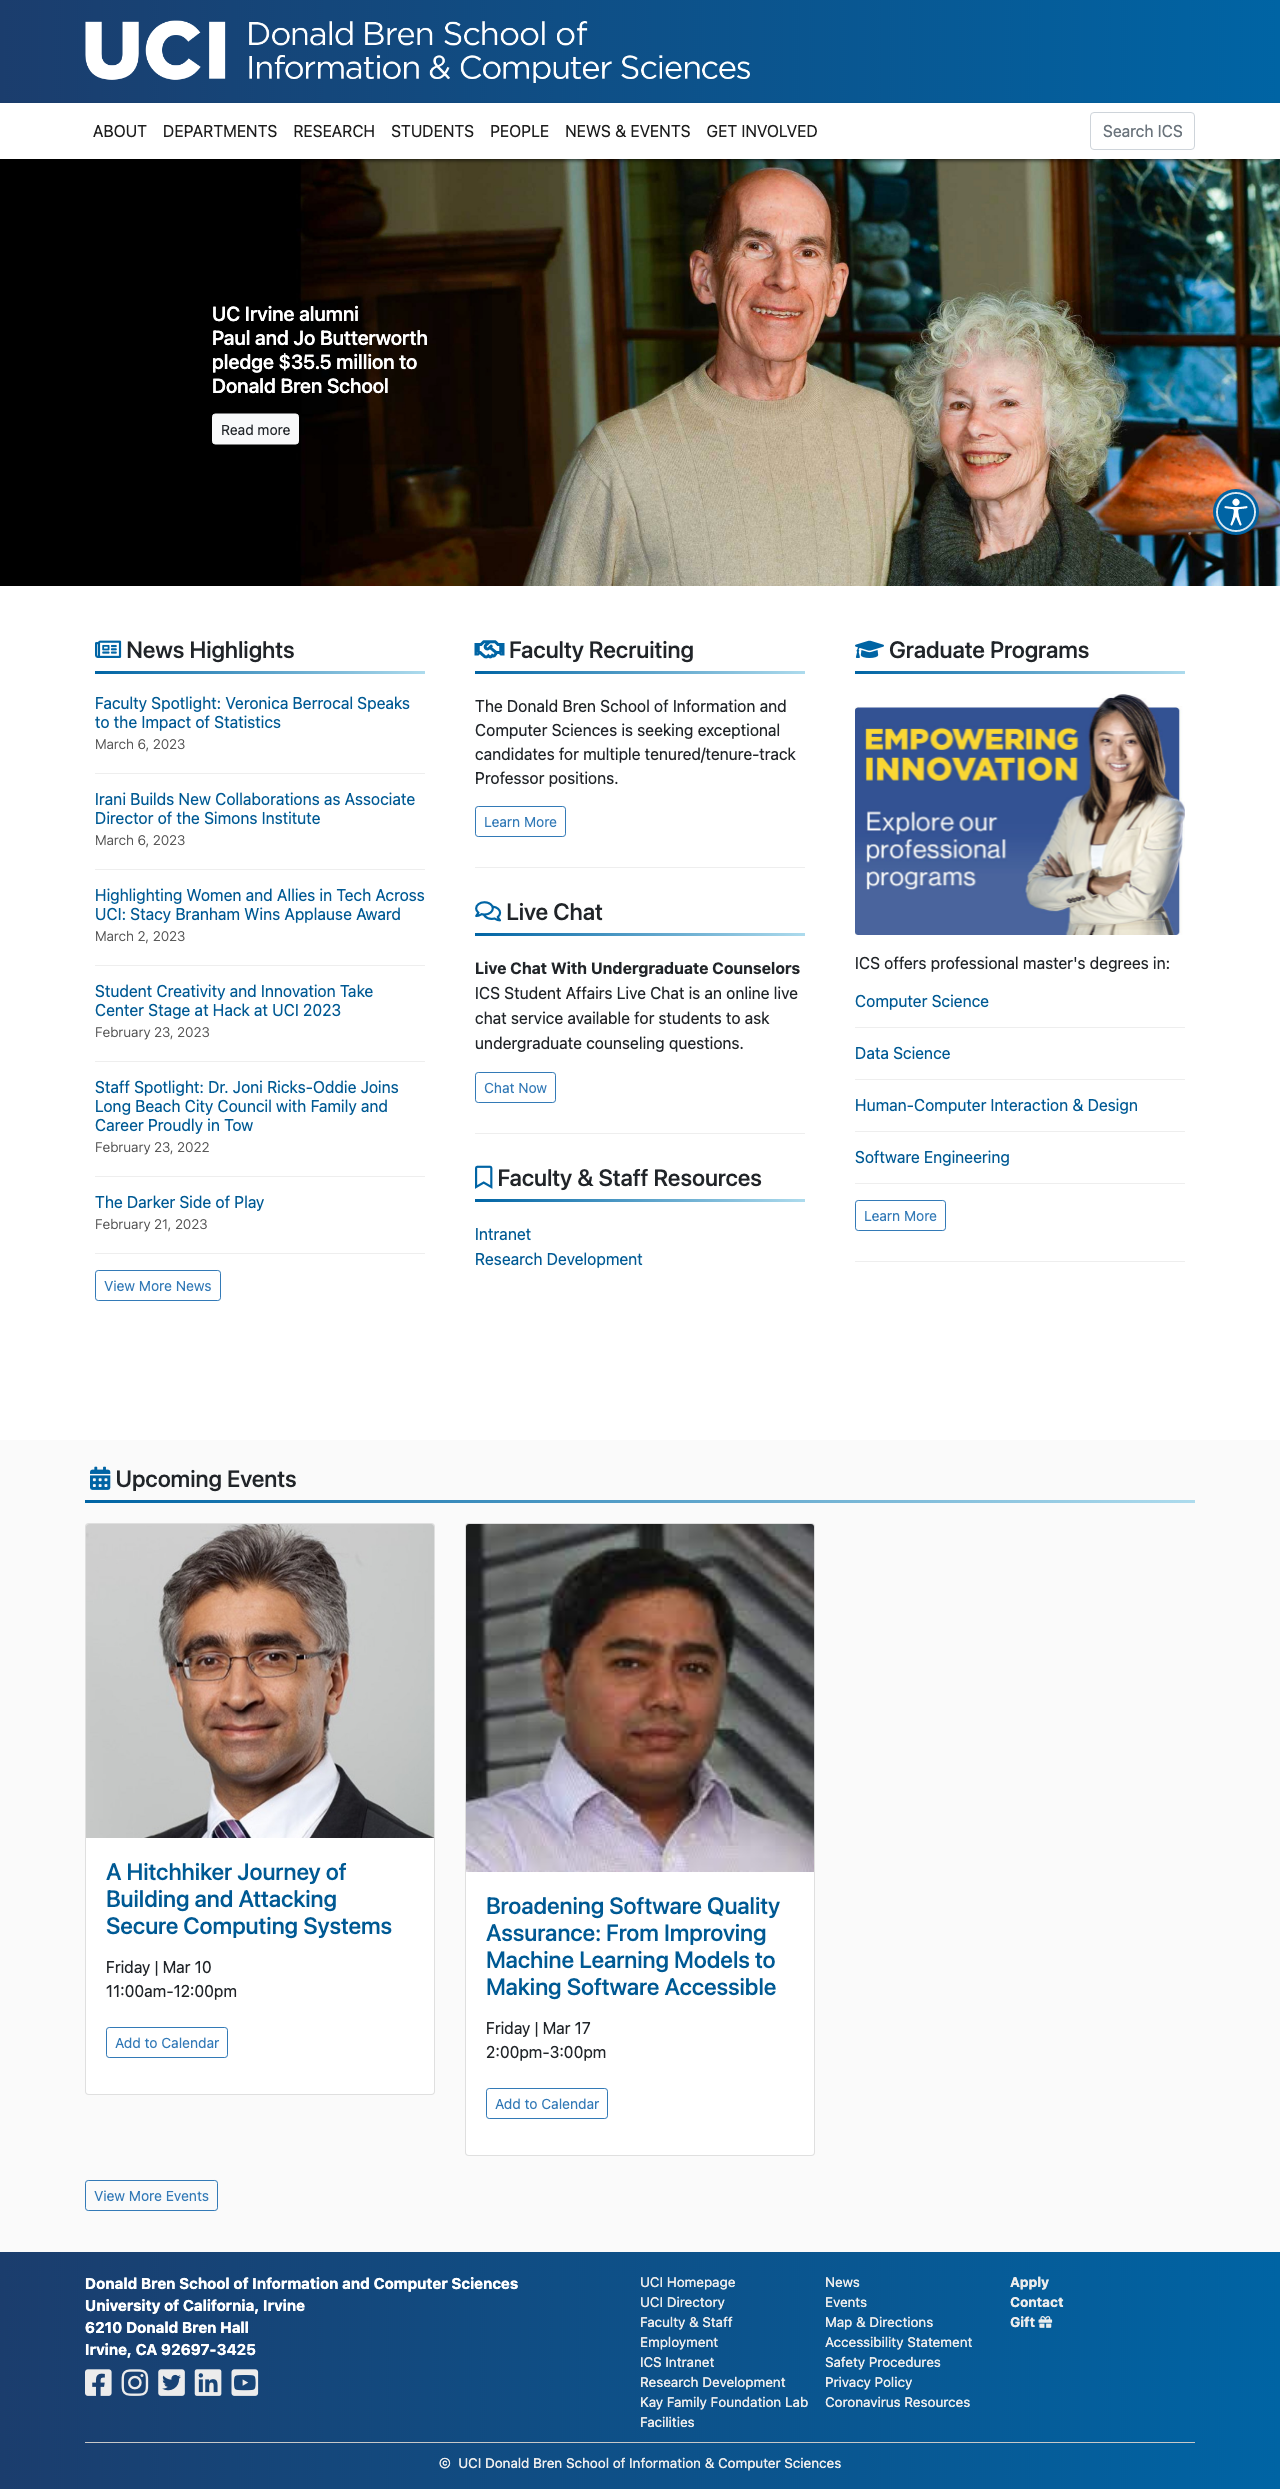 UCI Donald Bren School of
Information & Computer Sciences
ABOUT DEPARTMENTS RESEARCH STUDENTS PEOPLE NEWS & EVENTS GET INVOLVED Search ICS
UC Irvine alumni
Paul and Jo Butterworth
pledge $35.5 million to
Donald Bren School
Read more
News Highlights
Faculty Spotlight: Veronica Berrocal Speaks
to the Impact of Statistics
March 6, 2023
Irani Builds New Collaborations as Associate
Director of the Simons Institute
March 6, 2023
Highlighting Women and Allies in Tech Across
UCI: Stacy Branham Wins Applause Award
March 2, 2023
Student Creativity and Innovation Take
Center Stage at Hack at UCI 2023
February 23, 2023
Staff Spotlight: Dr. Joni Ricks-Oddie Joins
Long Beach City Council with Family and
Career Proudly in Tow
February 23, 2022
The Darker Side of Play
February 21, 2023
View More News
Faculty Recruiting
The Donald Bren School of Information and
Computer Sciences is seeking exceptional
candidates for multiple tenured/tenure-track
Professor positions.
Learn More
Live Chat
Live Chat With Undergraduate Counselors
ICS Student Affairs Live Chat is an online live
chat service available for students to ask
undergraduate counseling questions.
Chat Now
Faculty & Staff Resources
Intranet
Research Development
Graduate Programs
EMPOWERING
INNOVATION
Explore our
professional
programs
ICS offers professional master's degrees in:
Computer Science
Data Science
Human-Computer Interaction & Design
Software Engineering
Learn More
Upcoming Events
A Hitchhiker Journey of
Building and Attacking
Secure Computing Systems
Friday | Mar 10
11:00am-12:00pm
Add to Calendar
Broadening Software Quality
Assurance: From Improving
Machine Learning Models to
Making Software Accessible
Friday | Mar 17
2:00pm-3:00pm
Add to Calendar
View More Events
Donald Bren School of Information and Computer Sciences
University of California, Irvine
6210 Donald Bren Hall
Irvine, CA 92697-3425
UCI Homepage
UCI Directory
Faculty & Staff
Employment
ICS Intranet
Research Development
Kay Family Foundation Lab
Facilities
News
Events
Map & Directions
Accessibility Statement
Safety Procedures
Privacy Policy
Coronavirus Resources
Apply
Contact
Gift
© UCI Donald Bren School of Information & Computer Sciences